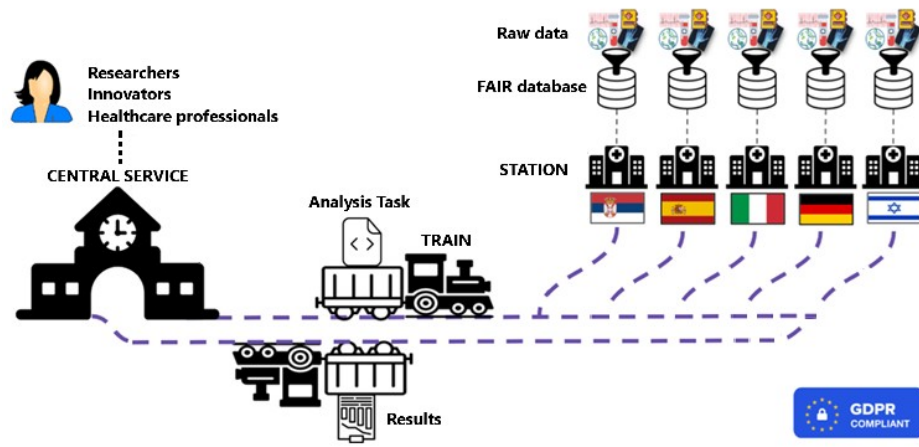 Raw data
FAIR database
Researchers
Innovators
Healthcare professionals
CENTRAL SERVICE
STATION
Analysis Task
< >
TRAIN
Results
GDPR
COMPLIANT